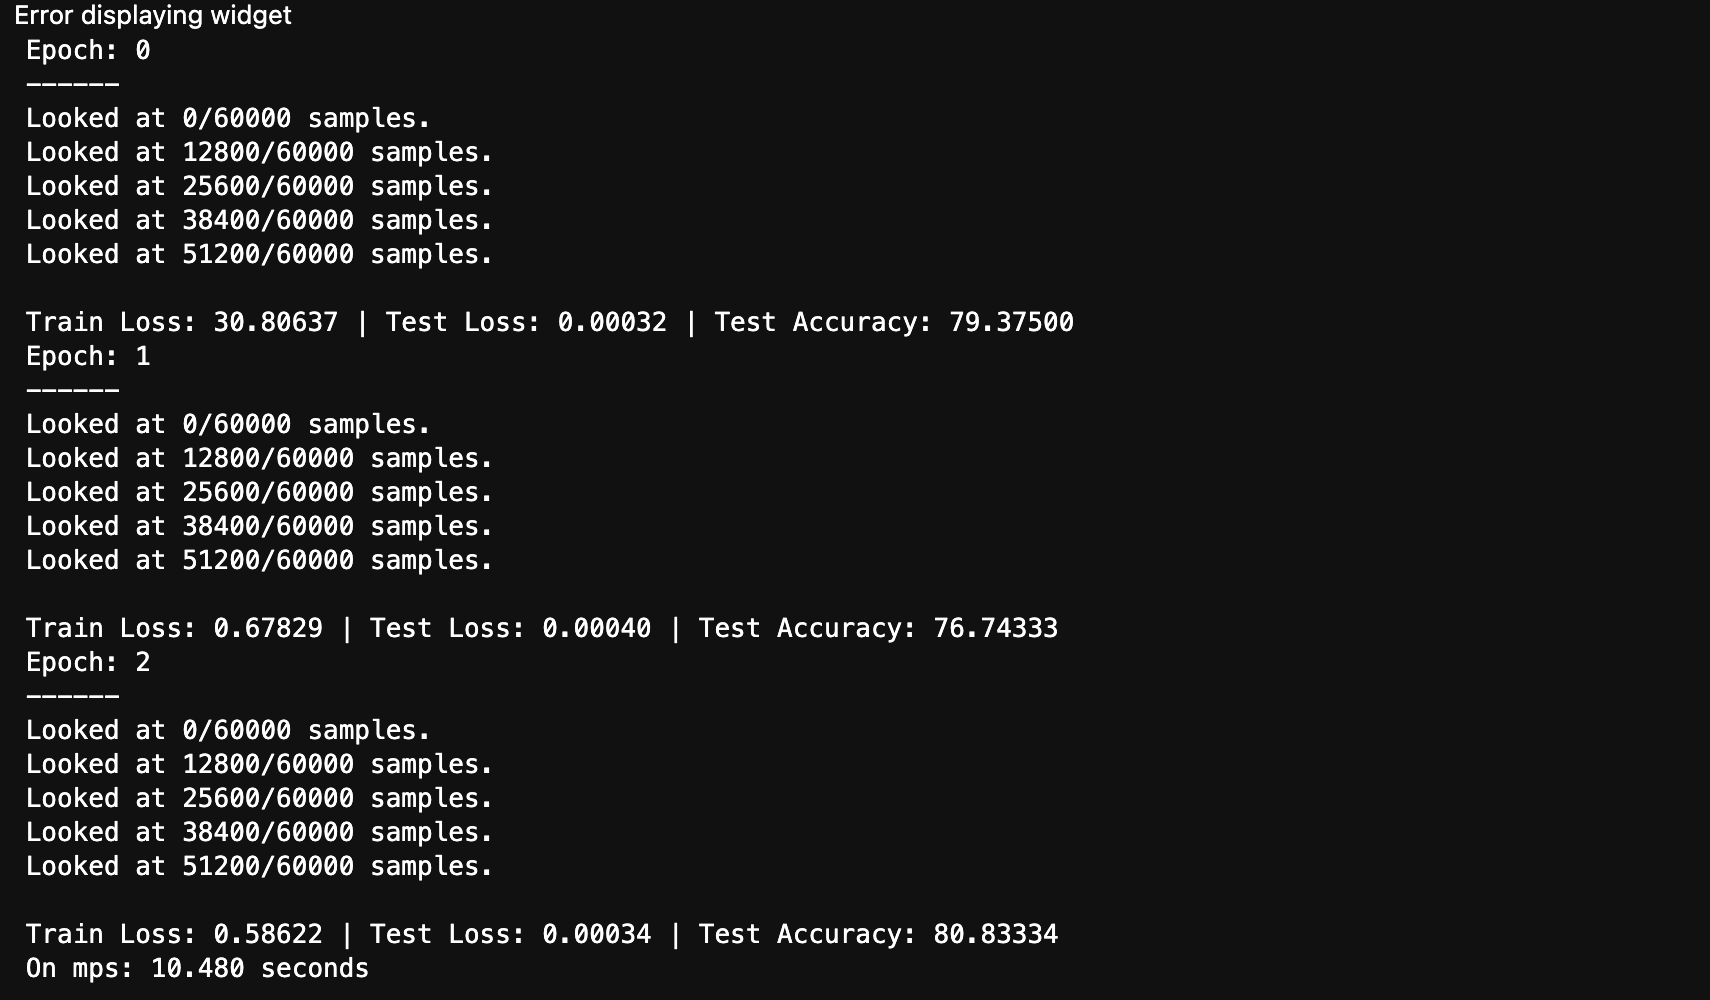 Error displaying widget
Epoch: 0
------
Looked at 0/60000 samples.
Looked at 12800/60000 samples.
Looked at 25600/60000 samples.
Looked at 38400/60000 samples.
Looked at 51200/60000 samples.
Train Loss: 30.80637 | Test Loss: 0.00032 | Test Accuracy: 79.37500
Epoch: 1
------
Looked at 0/60000 samples.
Looked at 12800/60000 samples.
Looked at 25600/60000 samples.
Looked at 38400/60000 samples.
Looked at 51200/60000 samples.
Train Loss: 0.67829 | Test Loss: 0.00040 | Test Accuracy: 76.74333
Epoch: 2
------
Looked at 0/60000 samples.
Looked at 12800/60000 samples.
Looked at 25600/60000 samples.
Looked at 38400/60000 samples.
Looked at 51200/60000 samples.
Train Loss: 0.58622 | Test Loss: 0.00034 | Test Accuracy: 80.83334
On mps: 10.480 seconds